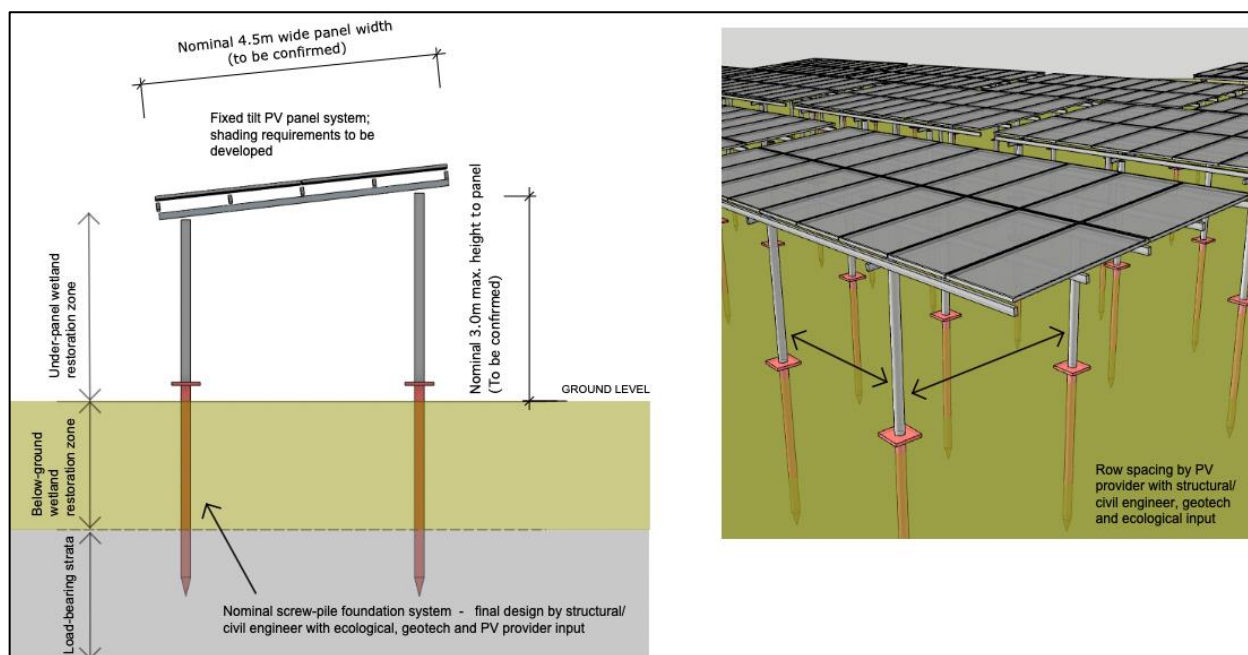 Nominal 4.5m wide panel width
(to be confirmed)
Fixed tilt PV panel system;
shading requirements to be
developed
Under-panel wetland
restoration zone
Nominal 3.0m max. height to panel
(To be confirmed)
GROUND LEVEL
Below-ground
wetland
restoration zone
Load-bearing strata
Nominal screw-pile foundation system - final design by structural/
civil engineer with ecological, geotech and PV provider input
Row spacing by PV
provider with structural/
civil engineer, geotech
and ecological input